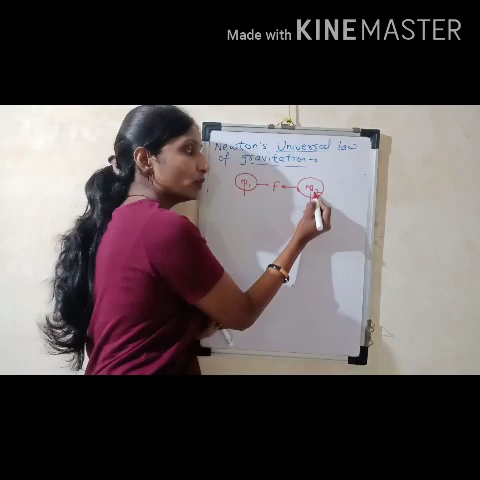 Made with KINEMASTER
Newton's Universal law
of gravitation→
m₁ → F ← m₂